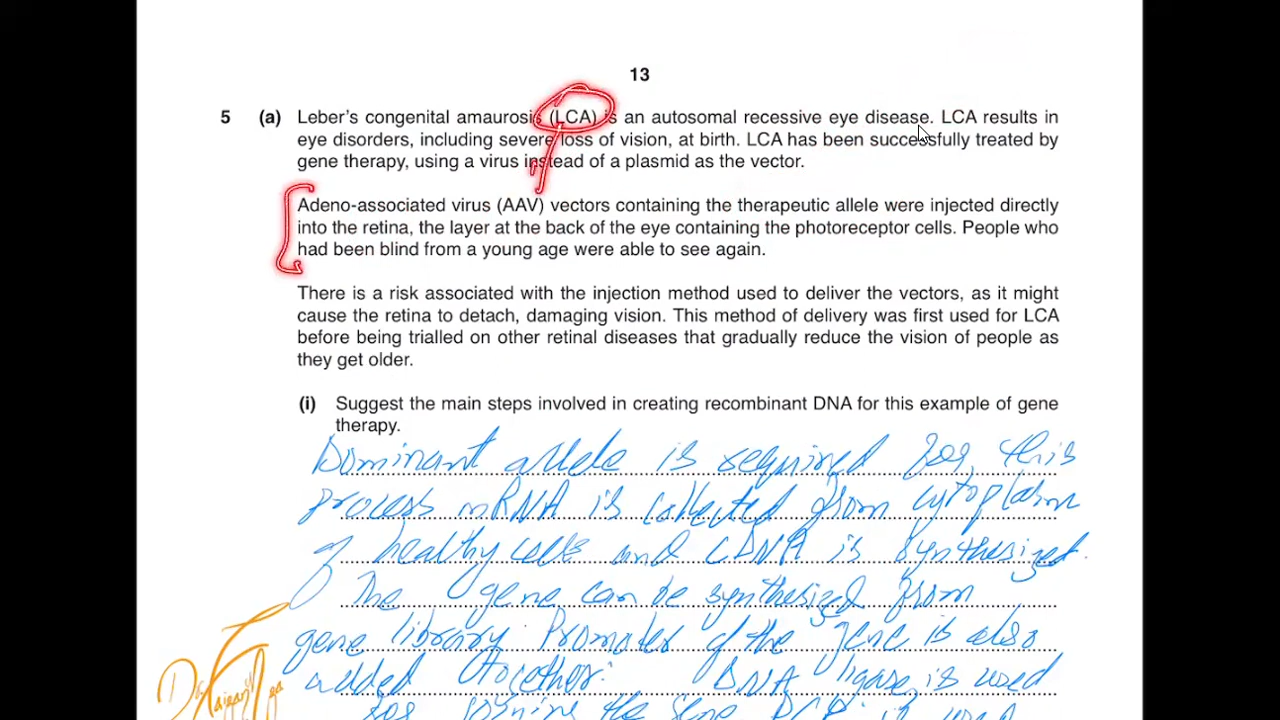 13
5 (a) Leber's congenital amaurosis (LCA) is an autosomal recessive eye disease. LCA results in
eye disorders, including severe loss of vision, at birth. LCA has been successfully treated by
gene therapy, using a virus instead of a plasmid as the vector.
Adeno-associated virus (AAV) vectors containing the therapeutic allele were injected directly
into the retina, the layer at the back of the eye containing the photoreceptor cells. People who
had been blind from a young age were able to see again.
There is a risk associated with the injection method used to deliver the vectors, as it might
cause the retina to detach, damaging vision. This method of delivery was first used for LCA
before being trialled on other retinal diseases that gradually reduce the vision of people as
they get older.
(i) Suggest the main steps involved in creating recombinant DNA for this example of gene
therapy.
Dominant allele is required for this
process mRNA is collected from cytoplasm
of healthy cells and cDNA is synthesized.
The gene can be synthesized from
gene library. Promoter of the gene is also
added DNA ligase is used
the gene